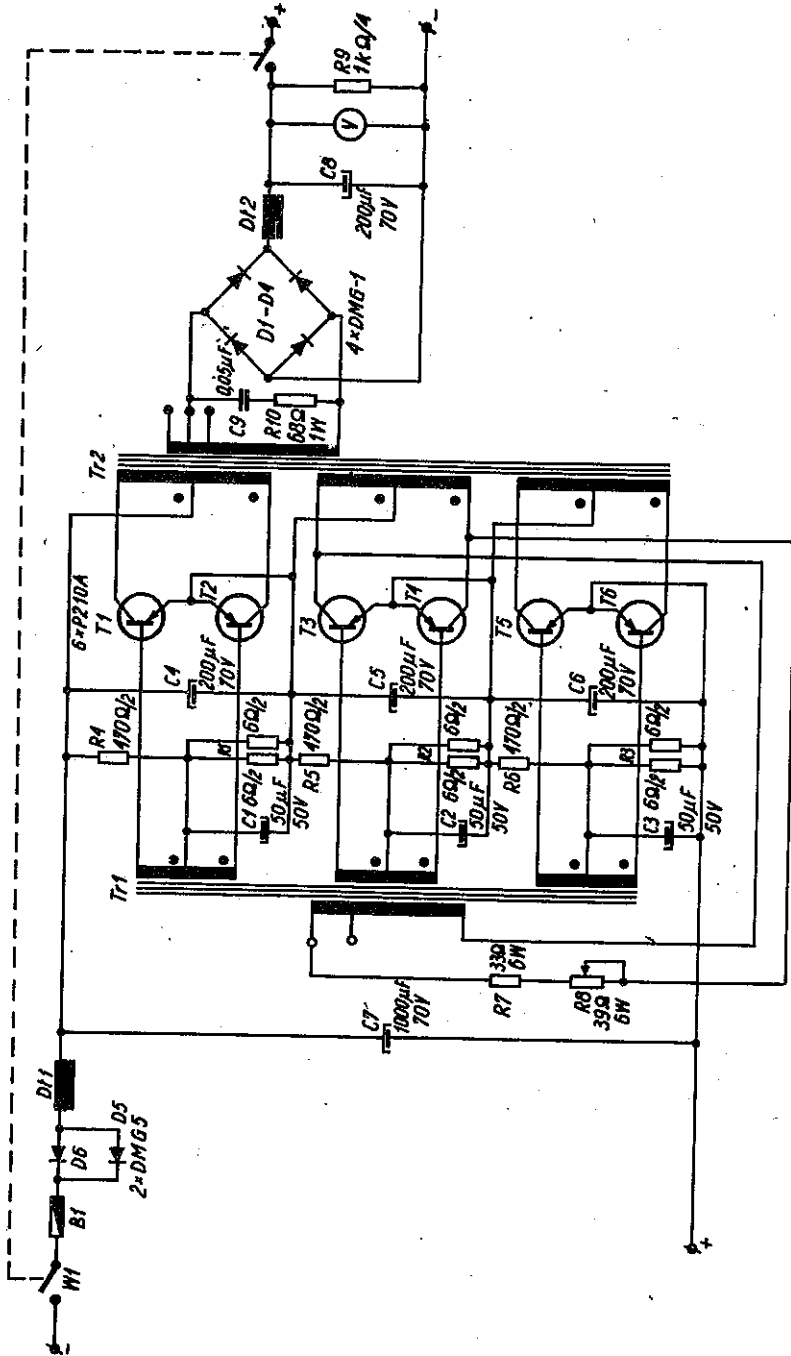 W1
B1
D6
D5
2×DMG5
Dł1
+
-
-
+
C7
1000µF
70V
R7
33Ω
6W
R8
39Ω
6W
Tr1
C1
50µF
50V
C2
50µF
50V
C3
50µF
50V
6Ω/2
R1
6Ω/2
6Ω/2
R2
6Ω/2
6Ω/2
R3
6Ω/2
R4
470Ω/2
R5
470Ω/2
R6
470Ω/2
C4
200µF
70V
C5
200µF
70V
C6
200µF
70V
6×P210A
T1
T2
T3
T4
T5
T6
Tr2
C9
0,05µF
R10
68Ω
1W
D1-D4
4×DMG-1
Dł2
C8
200µF
70V
V
R9
1kΩ/4
+
-